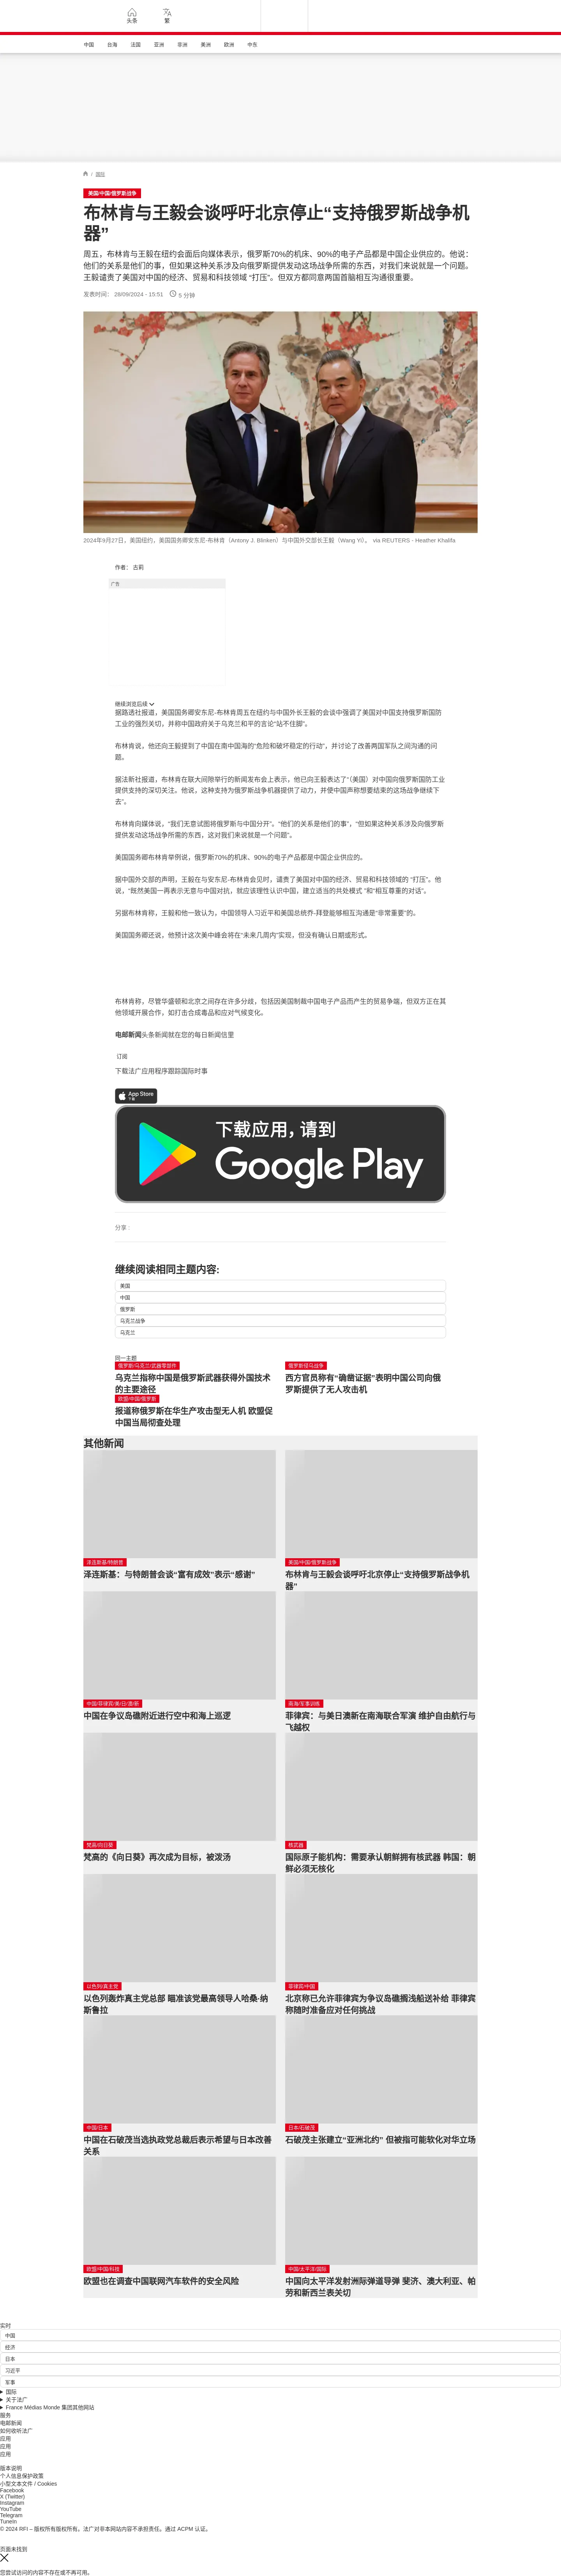 头条
繁
中国
台海
法国
亚洲
非洲
美洲
欧洲
中东
/ 国际
美国/中国/俄罗斯战争
布林肯与王毅会谈呼吁北京停止“支持俄罗斯战争机
器”
周五，布林肯与王毅在纽约会面后向媒体表示，俄罗斯70%的机床、90%的电子产品都是中国企业供应的。他说：
他们的关系是他们的事，但如果这种关系涉及向俄罗斯提供发动这场战争所需的东西，对我们来说就是一个问题。
王毅谴责了美国对中国的经济、贸易和科技领域 “打压”。但双方都同意两国首脑相互沟通很重要。
发表时间： 28/09/2024 - 15:51
5 分钟
2024年9月27日，美国纽约，美国国务卿安东尼·布林肯（Antony J. Blinken）与中国外交部长王毅（Wang Yi）。 via REUTERS - Heather Khalifa
作者： 古莉
广告
继续浏览后续
据路透社报道，美国国务卿安东尼-布林肯周五在纽约与中国外长王毅的会谈中强调了美国对中国支持俄罗斯国防
工业的强烈关切，并称中国政府关于乌克兰和平的言论“站不住脚”。
布林肯说，他还向王毅提到了中国在南中国海的“危险和破坏稳定的行动”，并讨论了改善两国军队之间沟通的问
题。
据法新社报道，布林肯在联大间隙举行的新闻发布会上表示，他已向王毅表达了“（美国）对中国向俄罗斯国防工业
提供支持的深切关注。他说，这种支持为俄罗斯战争机器提供了动力，并使中国声称想要结束的这场战争继续下
去”。
布林肯向媒体说，“我们无意试图将俄罗斯与中国分开”。“他们的关系是他们的事”，“但如果这种关系涉及向俄罗斯
提供发动这场战争所需的东西，这对我们来说就是一个问题”。
美国国务卿布林肯举例说，俄罗斯70%的机床、90%的电子产品都是中国企业供应的。
据中国外交部的声明，王毅在与安东尼-布林肯会见时，谴责了美国对中国的经济、贸易和科技领域的 “打压”。他
说，“既然美国一再表示无意与中国对抗，就应该理性认识中国，建立适当的共处模式 ”和“相互尊重的对话”。
另据布林肯称，王毅和他一致认为，中国领导人习近平和美国总统乔-拜登能够相互沟通是“非常重要”的。
美国国务卿还说，他预计这次美中峰会将在“未来几周内”实现，但没有确认日期或形式。
布林肯称，尽管华盛顿和北京之间存在许多分歧，包括因美国制裁中国电子产品而产生的贸易争端，但双方正在其
他领域开展合作，如打击合成毒品和应对气候变化。
电邮新闻头条新闻就在您的每日新闻信里
订阅
下载法广应用程序跟踪国际时事
App Store
下载
下载应用，请到
Google Play
分享 :
继续阅读相同主题内容:
美国
中国
俄罗斯
乌克兰战争
乌克兰
同一主题
俄罗斯/乌克兰/武器零部件
乌克兰指称中国是俄罗斯武器获得外国技术
的主要途径
俄罗斯侵乌战争
西方官员称有“确凿证据”表明中国公司向俄
罗斯提供了无人攻击机
欧盟/中国/俄罗斯
报道称俄罗斯在华生产攻击型无人机 欧盟促
中国当局彻查处理
其他新闻
泽连斯基/特朗普
泽连斯基：与特朗普会谈“富有成效”表示“感谢”
美国/中国/俄罗斯战争
布林肯与王毅会谈呼吁北京停止“支持俄罗斯战争机
器”
中国/菲律宾/美/日/澳/新
中国在争议岛礁附近进行空中和海上巡逻
南海/军事训练
菲律宾：与美日澳新在南海联合军演 维护自由航行与
飞越权
梵高/向日葵
梵高的《向日葵》再次成为目标，被泼汤
核武器
国际原子能机构：需要承认朝鲜拥有核武器 韩国：朝
鲜必须无核化
以色列/真主党
以色列轰炸真主党总部 瞄准该党最高领导人哈桑·纳
斯鲁拉
菲律宾/中国
北京称已允许菲律宾为争议岛礁搁浅船送补给 菲律宾
称随时准备应对任何挑战
中国/日本
中国在石破茂当选执政党总裁后表示希望与日本改善
关系
日本/石破茂
石破茂主张建立“亚洲北约” 但被指可能软化对华立场
欧盟/中国/科技
欧盟也在调查中国联网汽车软件的安全风险
中国/太平洋/国际
中国向太平洋发射洲际弹道导弹 斐济、澳大利亚、帕
劳和新西兰表关切
实时
中国
经济
日本
习近平
军事
国际
关于法广
France Médias Monde 集团其他网站
服务
电邮新闻
如何收听法广
应用
应用
应用
版本说明
个人信息保护政策
小型文本文件 / Cookies
Facebook
X (Twitter)
Instagram
YouTube
Telegram
TuneIn
© 2024 RFI – 版权所有版权所有。法广对非本网站内容不承担责任。通过 ACPM 认证。
页面未找到
您尝试访问的内容不存在或不再可用。